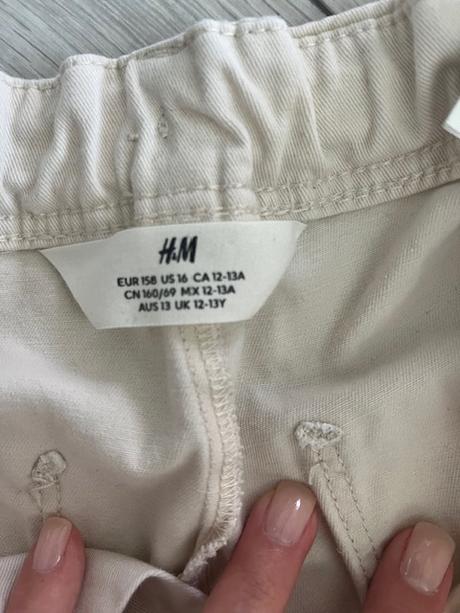 H&M
EUR 158 US 16 CA 12-13A
CN 160/69 MX 12-13A
AUS 13 UK 12-13Y